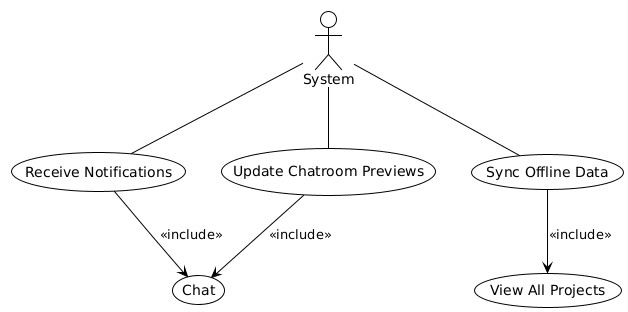 System
Receive Notifications
Update Chatroom Previews
Sync Offline Data
«include»
«include»
«include»
Chat
View All Projects